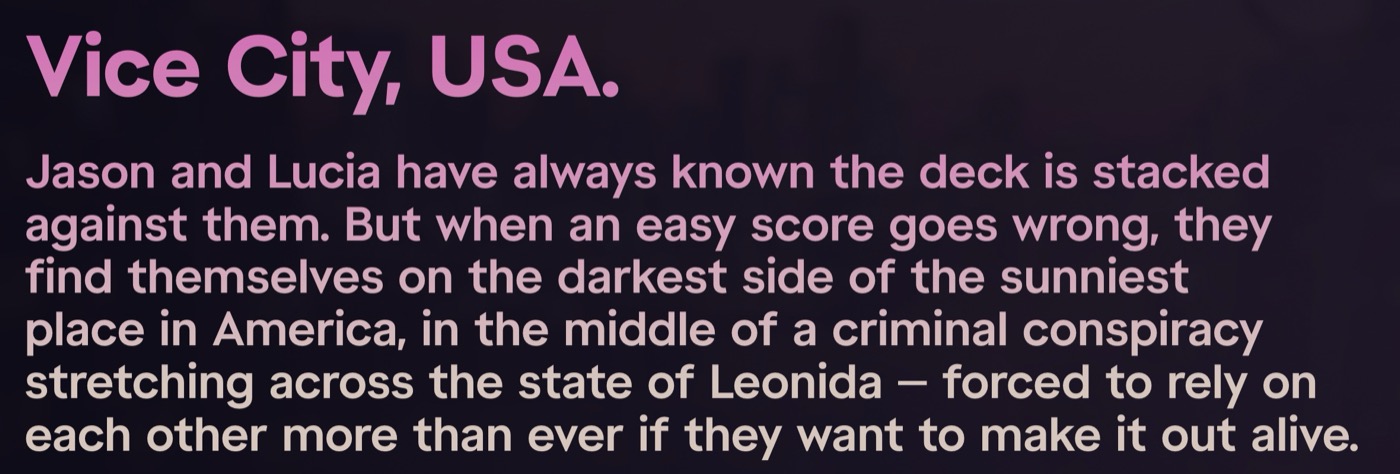 Vice City, USA.
Jason and Lucia have always known the deck is stacked
against them. But when an easy score goes wrong, they
find themselves on the darkest side of the sunniest
place in America, in the middle of a criminal conspiracy
stretching across the state of Leonida — forced to rely on
each other more than ever if they want to make it out alive.